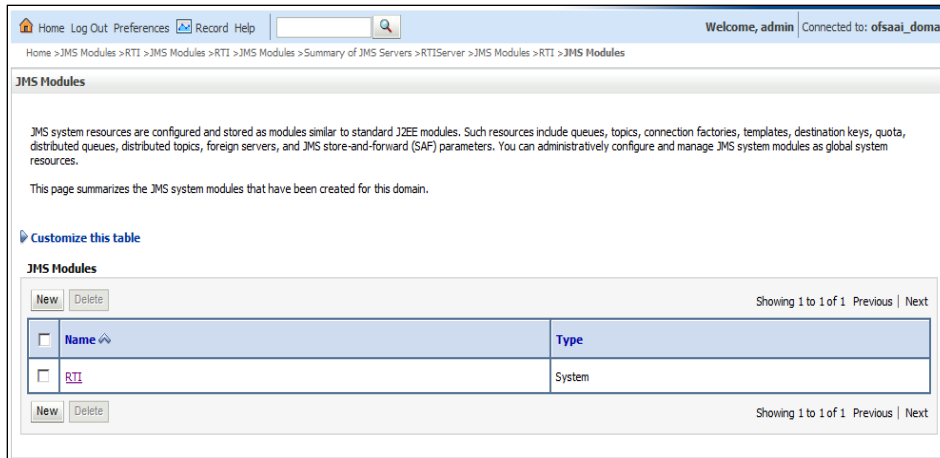 Home Log Out Preferences Record Help
Welcome, admin Connected to: ofsaai_doma
Home >JMS Modules >RTI >JMS Modules >RTI >JMS Modules >Summary of JMS Servers >RTIServer >JMS Modules >RTI >JMS Modules
JMS Modules
JMS system resources are configured and stored as modules similar to standard J2EE modules. Such resources include queues, topics, connection factories, templates, destination keys, quota,
distributed queues, distributed topics, foreign servers, and JMS store-and-forward (SAF) parameters. You can administratively configure and manage JMS system modules as global system
resources.
This page summarizes the JMS system modules that have been created for this domain.
Customize this table
JMS Modules
New Delete Showing 1 to 1 of 1 Previous | Next
Name Type
RTI System
New Delete Showing 1 to 1 of 1 Previous | Next